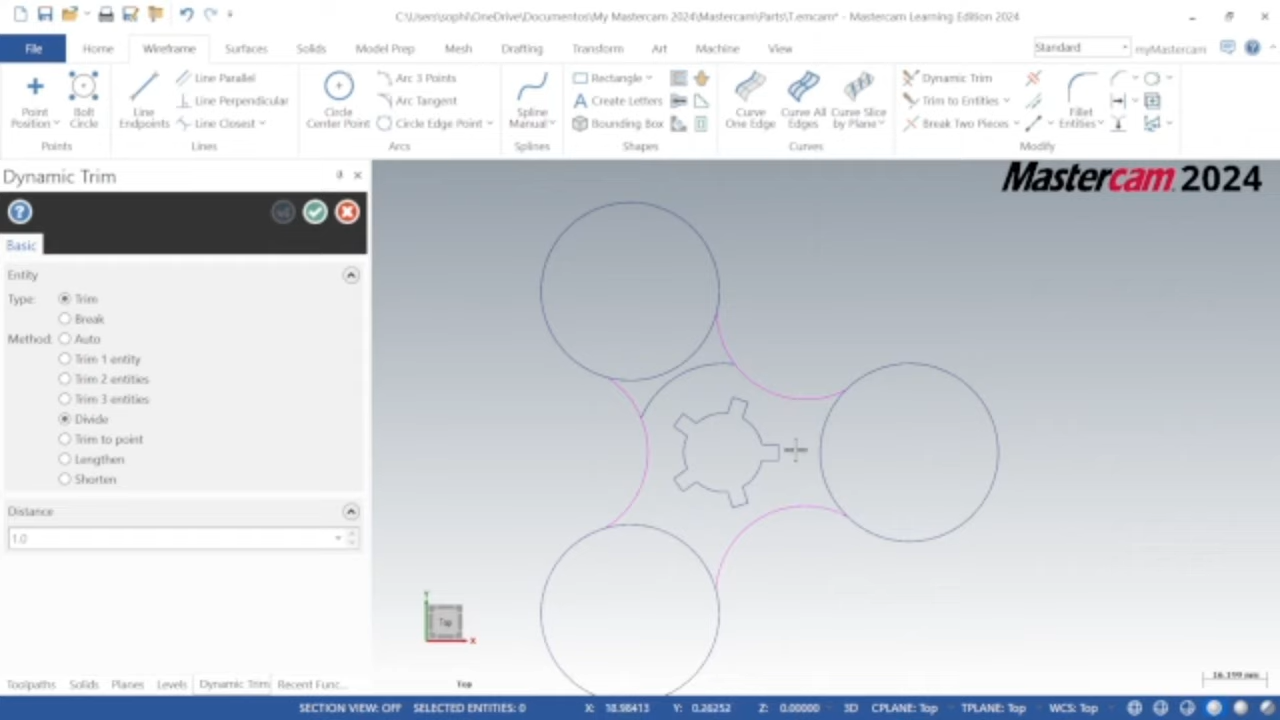 C:\Users\sophi\OneDrive\Documentos\My Mastercam 2024\Mastercam\Parts\T.emcam* - Mastercam Learning Edition 2024
File Home Wireframe Surfaces Solids Model Prep Mesh Drafting Transform Art Machine View Standard myMastercam
Point Position
Bolt Circle
Points
Line Endpoints
Line Parallel
Line Perpendicular
Line Closest
Lines
Circle Center Point
Arc 3 Points
Arc Tangent
Circle Edge Point
Arcs
Spline Manual
Splines
Rectangle
Create Letters
Bounding Box
Shapes
Curve One Edge
Curve All Edges
Curve Slice by Plane
Curves
Dynamic Trim
Trim to Entities
Break Two Pieces
Fillet Entities
Modify
Dynamic Trim
Basic
Entity
Type: Trim
Break
Method: Auto
Trim 1 entity
Trim 2 entities
Trim 3 entities
Divide
Trim to point
Lengthen
Shorten
Distance
1.0
Mastercam 2024
Y
Top
X
Toolpaths Solids Planes Levels Dynamic Trim Recent Func...
Top
16.199 mm
SECTION VIEW: OFF SELECTED ENTITIES: 0 X: 18.98413 Y: 0.26252 Z: 0.00000 3D CPLANE: Top TPLANE: Top WCS: Top